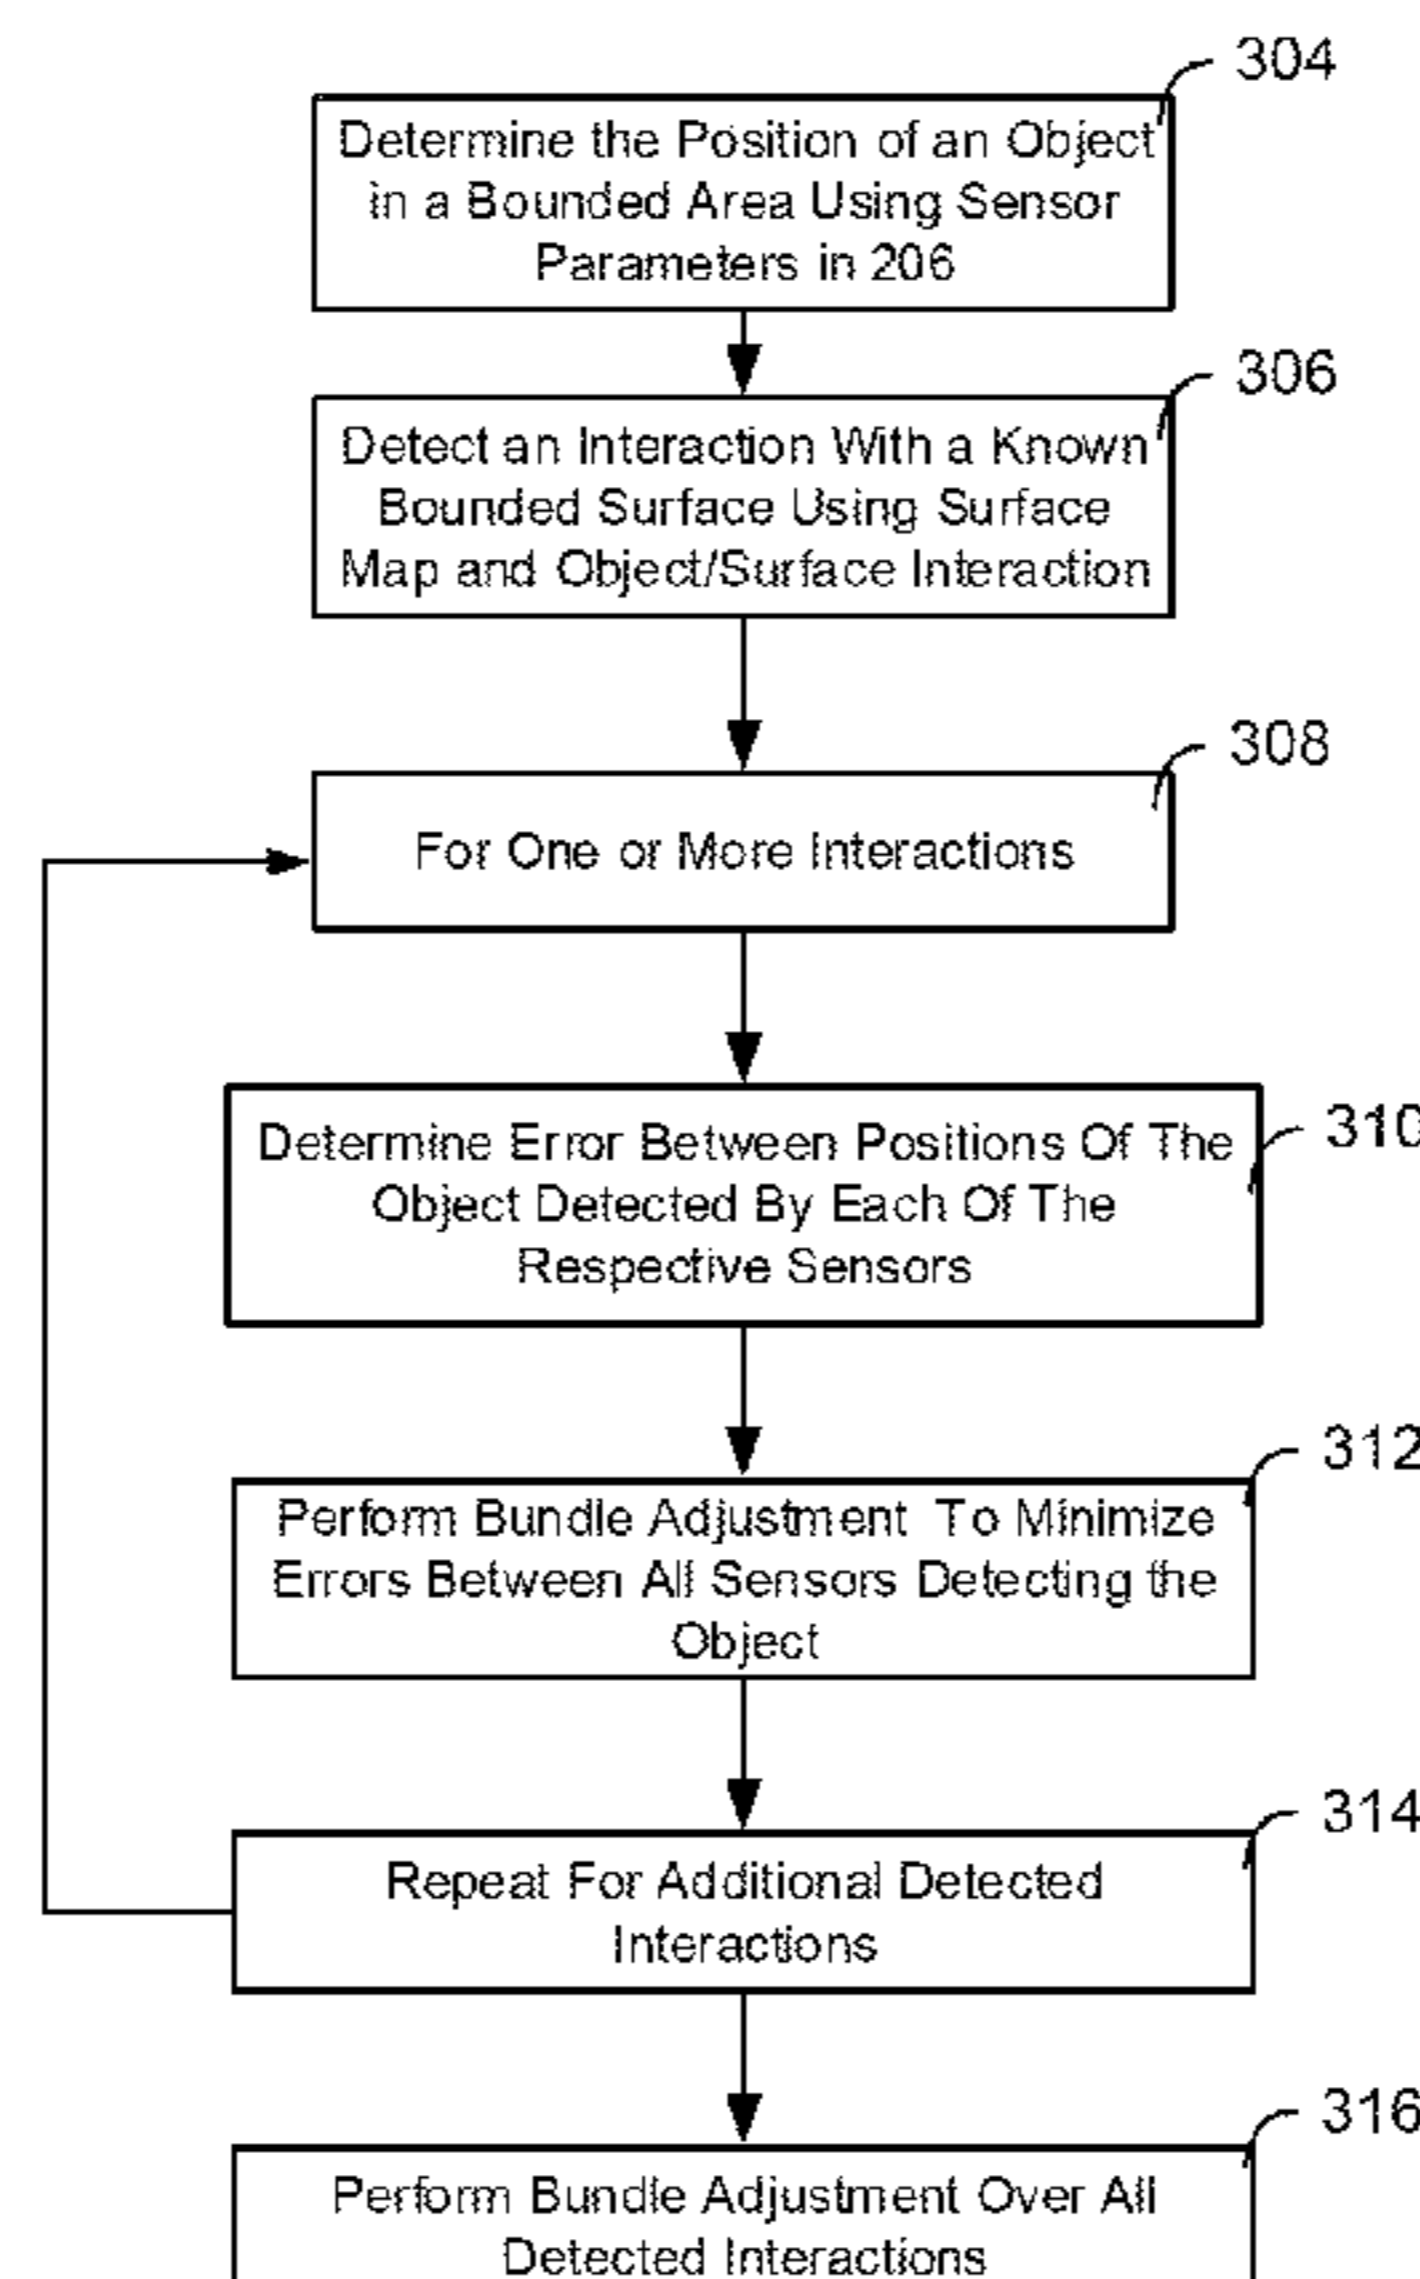 304
Determine the Position of an Object
in a Bounded Area Using Sensor
Parameters in 206
306
Detect an Interaction With a Known
Bounded Surface Using Surface
Map and Object/Surface Interaction
308
For One or More Interactions
310
Determine Error Between Positions Of The
Object Detected By Each Of The
Respective Sensors
312
Perform Bundle Adjustment To Minimize
Errors Between All Sensors Detecting the
Object
314
Repeat For Additional Detected
Interactions
316
Perform Bundle Adjustment Over All
Detected Interactions